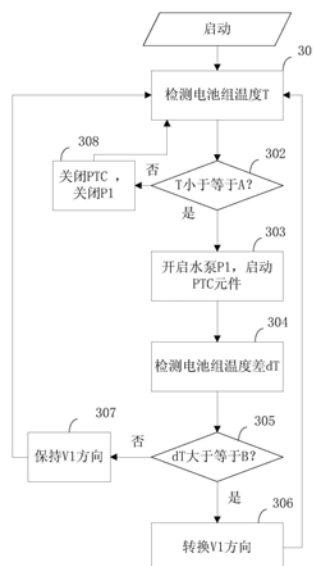 启动
30
检测电池组温度T
308
302
关闭PTC，
关闭P1
否
T小于等于A?
是
303
开启水泵P1，启动
PTC元件
304
检测电池组温度差dT
307
305
保持V1方向
否
dT大于等于B?
是
306
转换V1方向